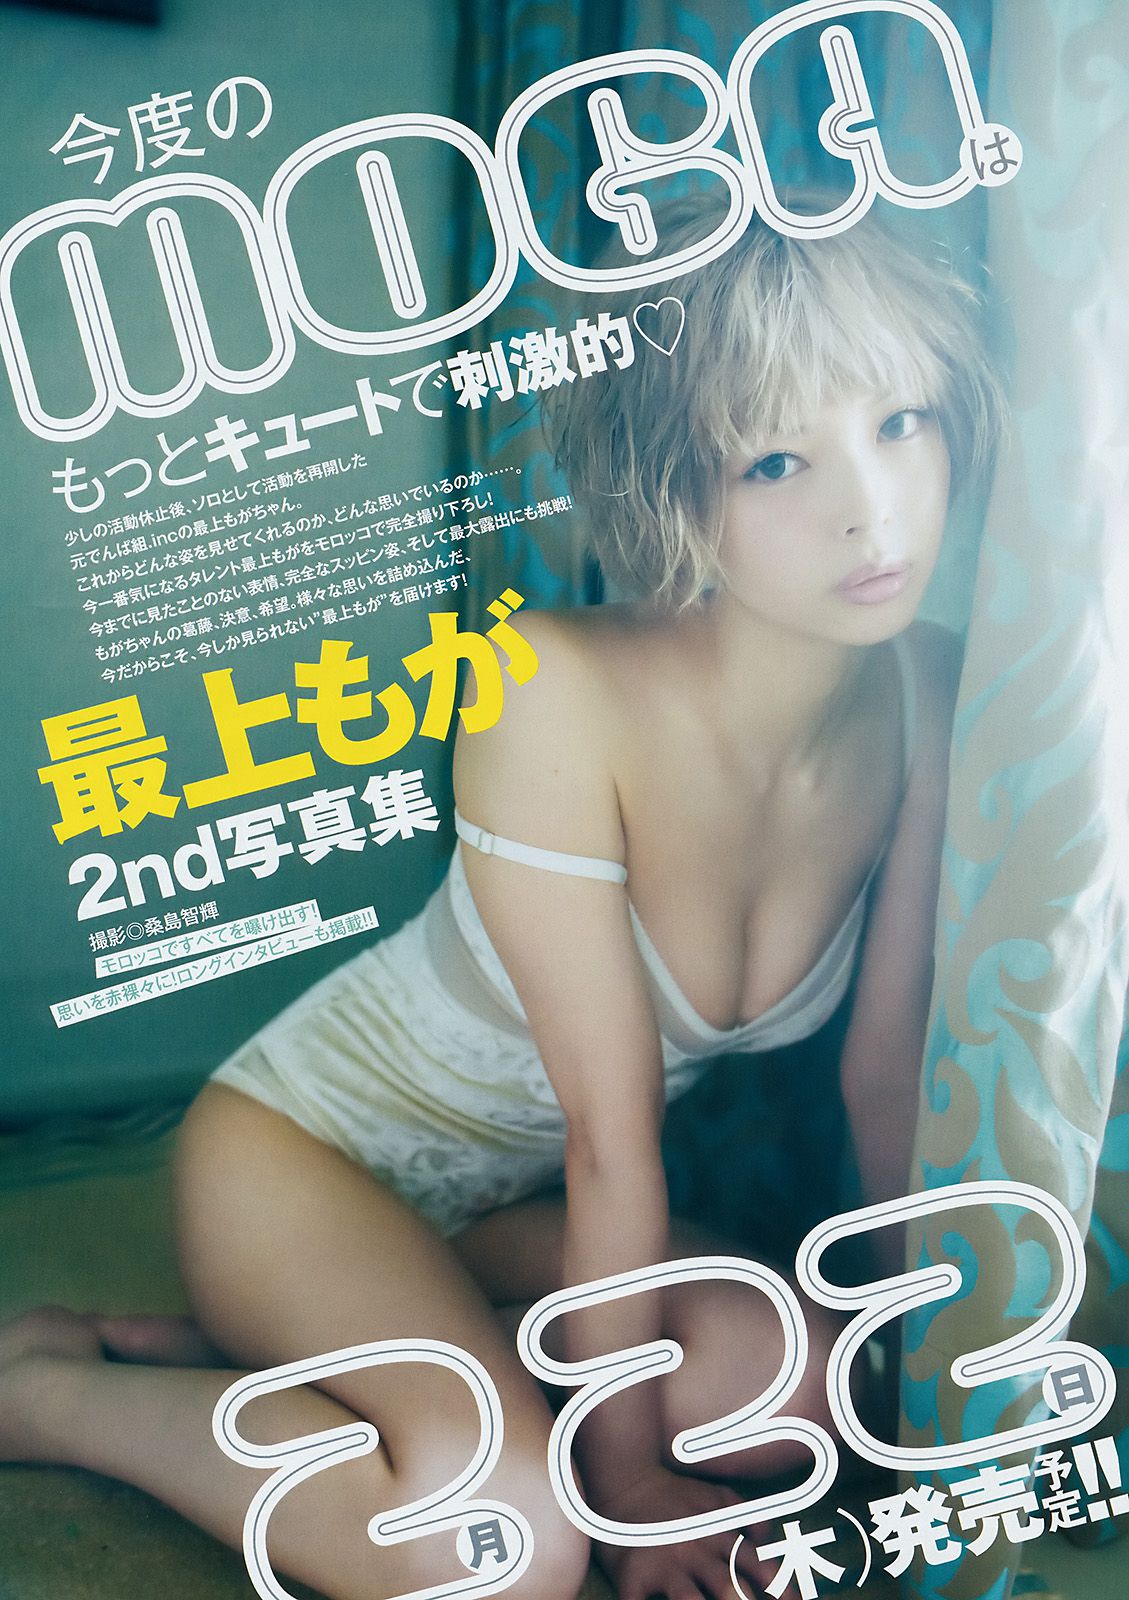 今度の
MOGAは
もっとキュートで刺激的♡
少しの活動休止後、ソロとして活動を再開した
元でんぱ組.incの最上もがちゃん。
これからどんな姿を見せてくれるのか、どんな思いでいるのか……。
今一番気になるタレント最上もがをモロッコで完全撮り下ろし!
今までに見たことのない表情、完全なスッピン姿、そして最大露出にも挑戦!
もがちゃんの葛藤、決意、希望。様々な思いを詰め込んだ、
今だからこそ、今しか見られない"最上もが"を届けます!
最上もが
2nd写真集
撮影◎桑島智輝
モロッコですべてを曝け出す!
思いを赤裸々に!ロングインタビューも掲載!!
2月22日
(木)発売予定!!